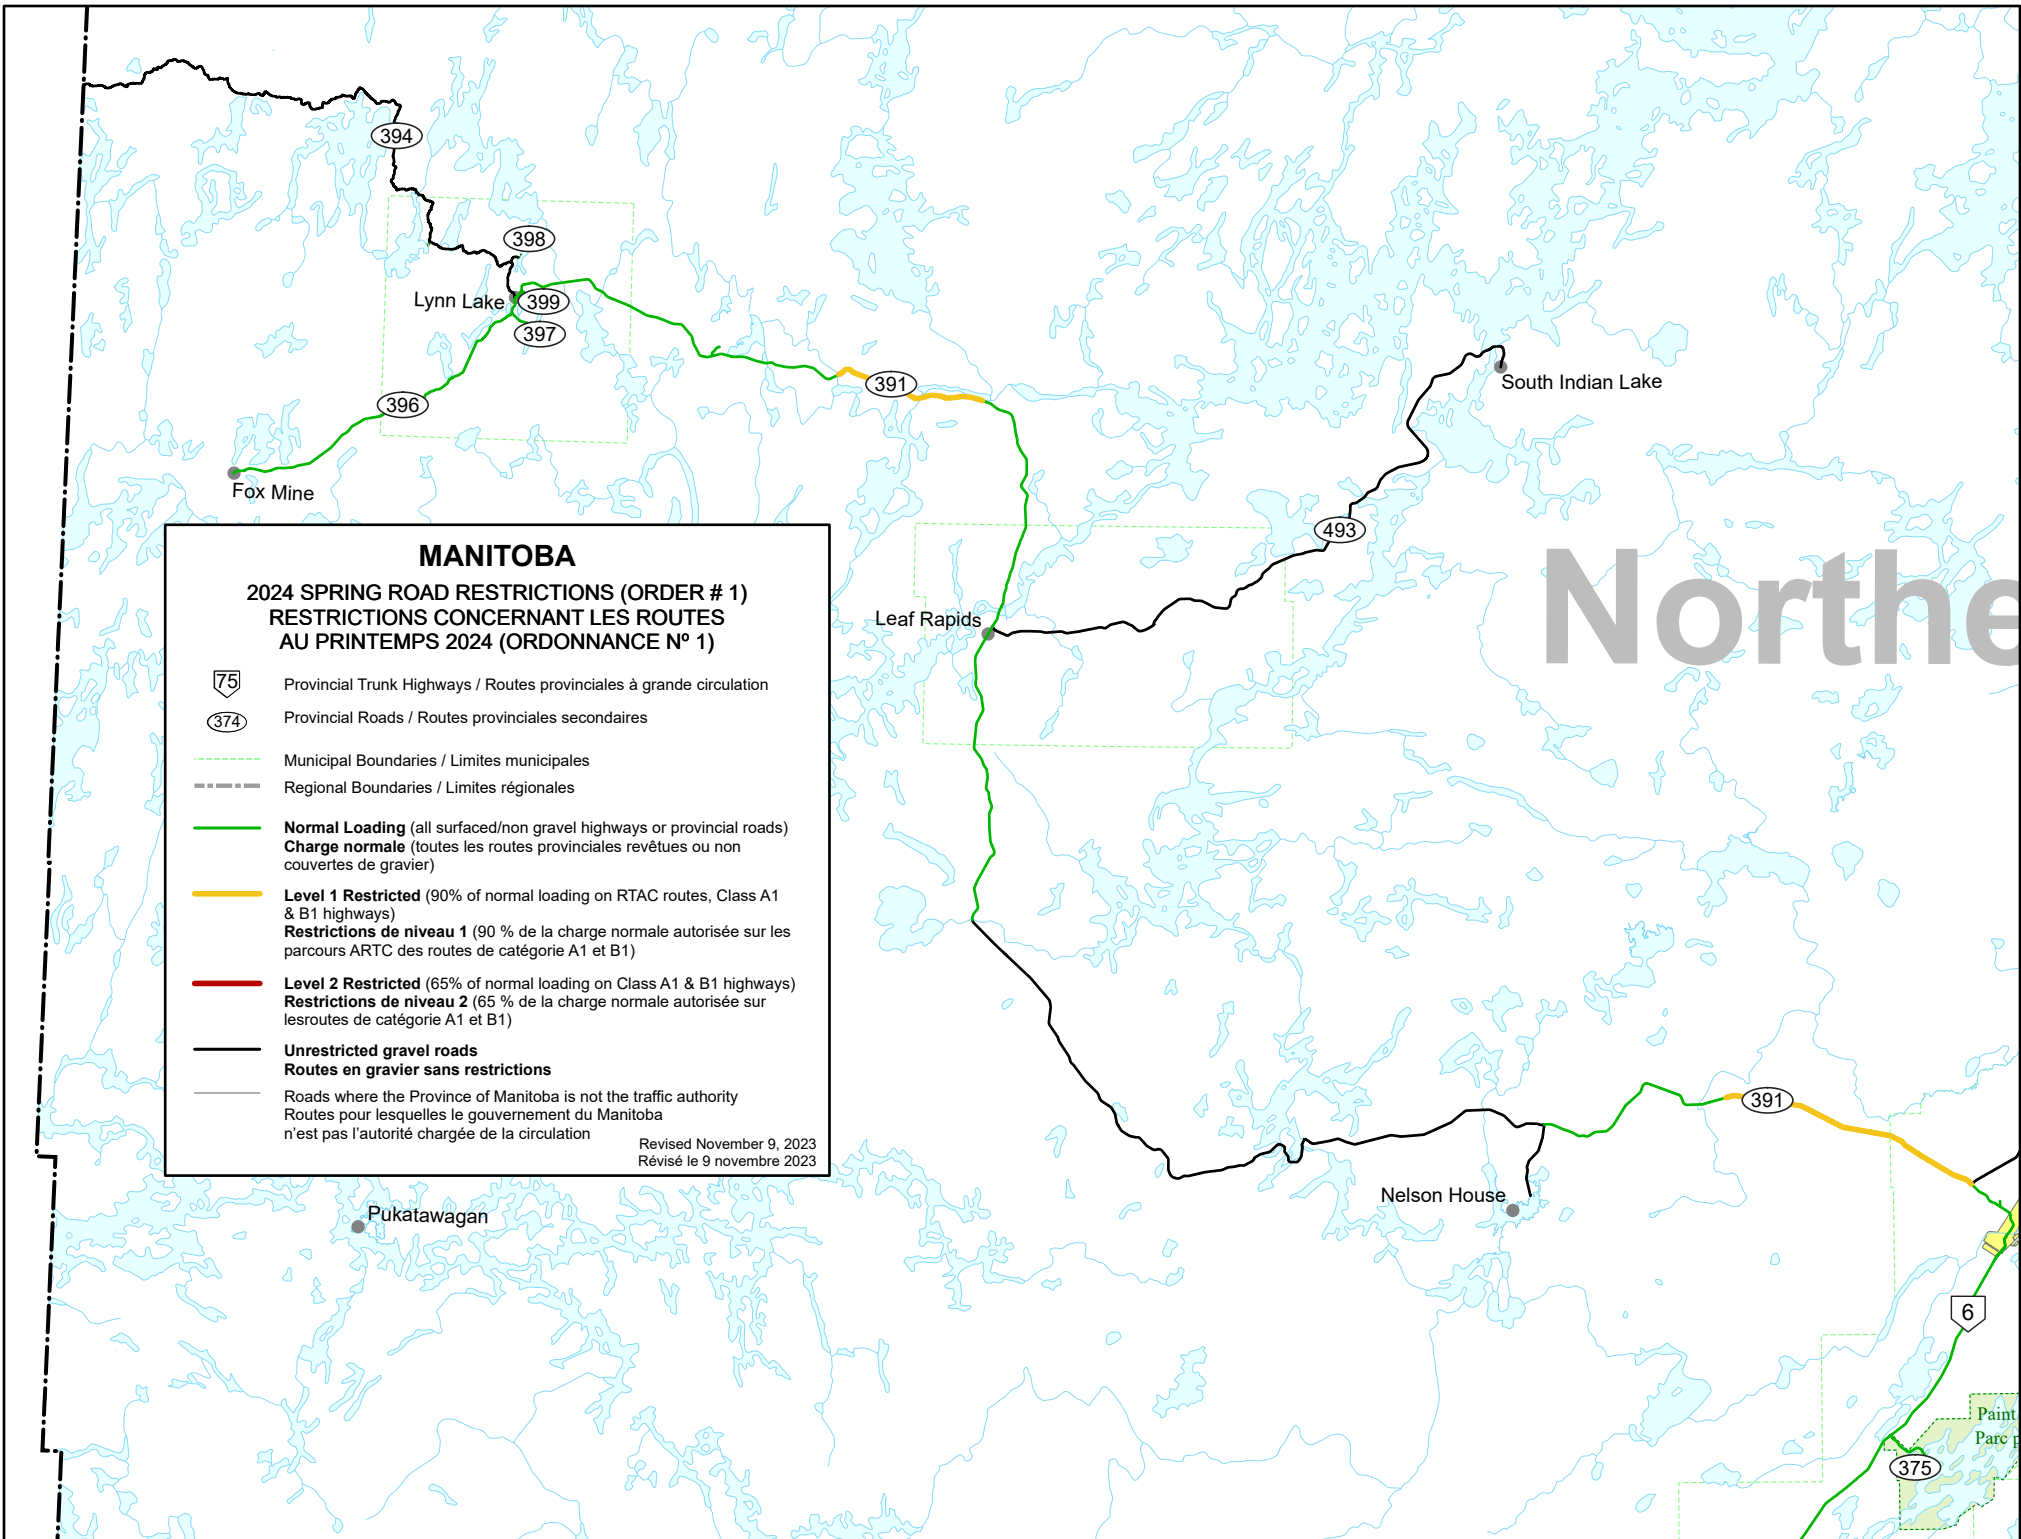 394
398
Lynn Lake
399
397
391
396
South Indian Lake
Fox Mine
493
Northe
Leaf Rapids
MANITOBA
2024 SPRING ROAD RESTRICTIONS (ORDER # 1)
RESTRICTIONS CONCERNANT LES ROUTES
AU PRINTEMPS 2024 (ORDONNANCE Nº 1)
75
Provincial Trunk Highways / Routes provinciales à grande circulation
374
Provincial Roads / Routes provinciales secondaires
Municipal Boundaries / Limites municipales
Regional Boundaries / Limites régionales
Normal Loading (all surfaced/non gravel highways or provincial roads)
Charge normale (toutes les routes provinciales revêtues ou non
couvertes de gravier)
Level 1 Restricted (90% of normal loading on RTAC routes, Class A1
& B1 highways)
Restrictions de niveau 1 (90 % de la charge normale autorisée sur les
parcours ARTC des routes de catégorie A1 et B1)
Level 2 Restricted (65% of normal loading on Class A1 & B1 highways)
Restrictions de niveau 2 (65 % de la charge normale autorisée sur
lesroutes de catégorie A1 et B1)
Unrestricted gravel roads
Routes en gravier sans restrictions
Roads where the Province of Manitoba is not the traffic authority
Routes pour lesquelles le gouvernement du Manitoba
n'est pas l'autorité chargée de la circulation
Revised November 9, 2023
Révisé le 9 novembre 2023
391
Nelson House
Pukatawagan
6
Paint
Parc p
375